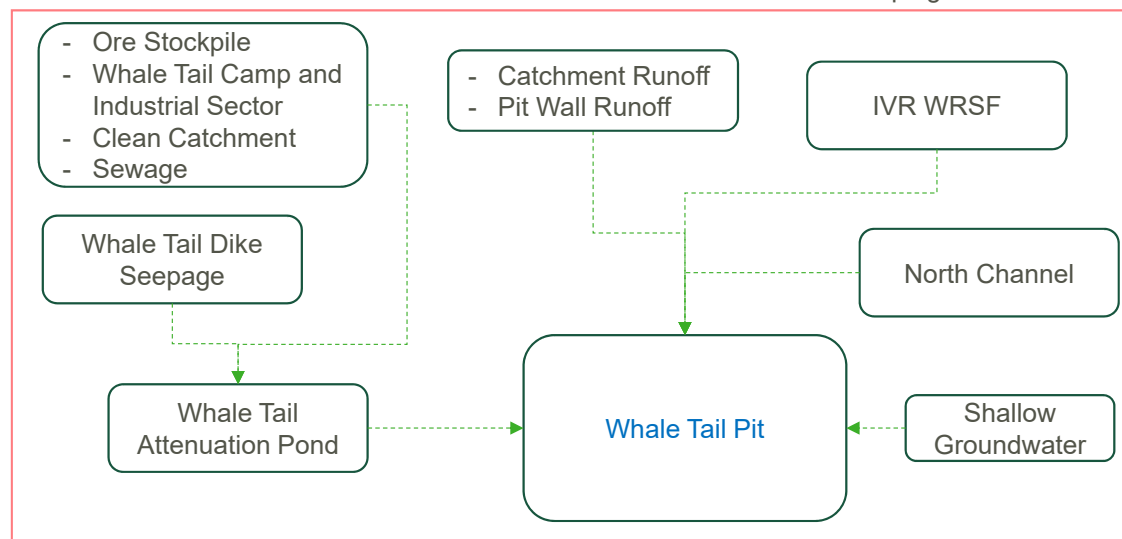 - Ore Stockpile
- Whale Tail Camp and
Industrial Sector
- Clean Catchment
- Sewage
- Catchment Runoff
- Pit Wall Runoff
IVR WRSF
Whale Tail Dike
Seepage
North Channel
Whale Tail
Attenuation Pond
Whale Tail Pit
Shallow
Groundwater